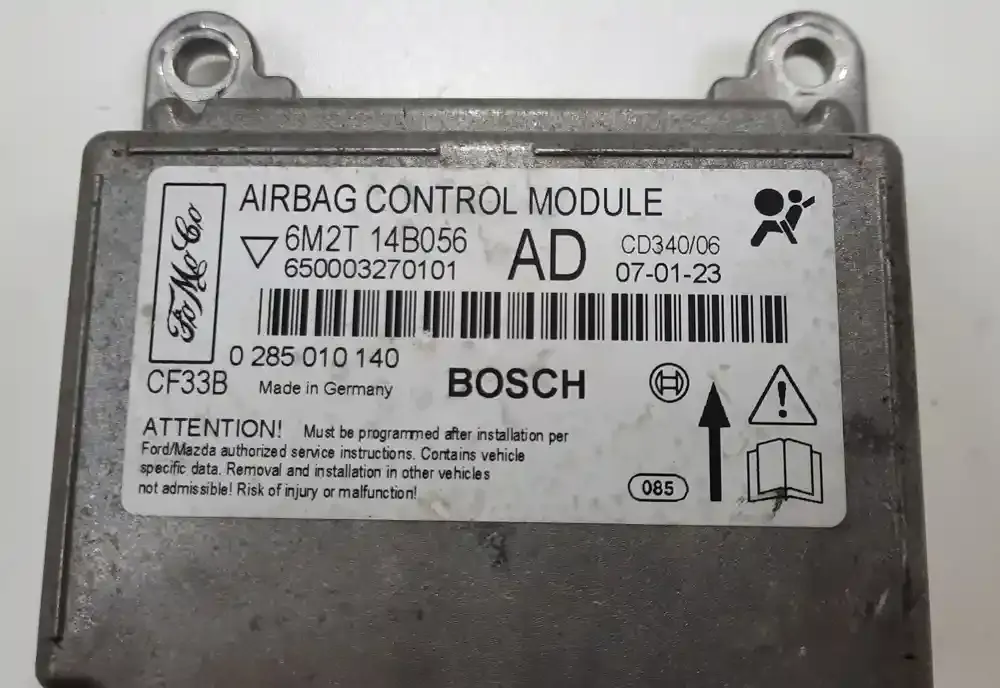 FoMoCo
AIRBAG CONTROL MODULE
6M2T 14B056 AD CD340/06
650003270101 07-01-23
0 285 010 140
CF33B Made in Germany BOSCH
ATTENTION! Must be programmed after installation per
Ford/Mazda authorized service instructions. Contains vehicle
specific data. Removal and installation in other vehicles
not admissible! Risk of injury or malfunction!
085